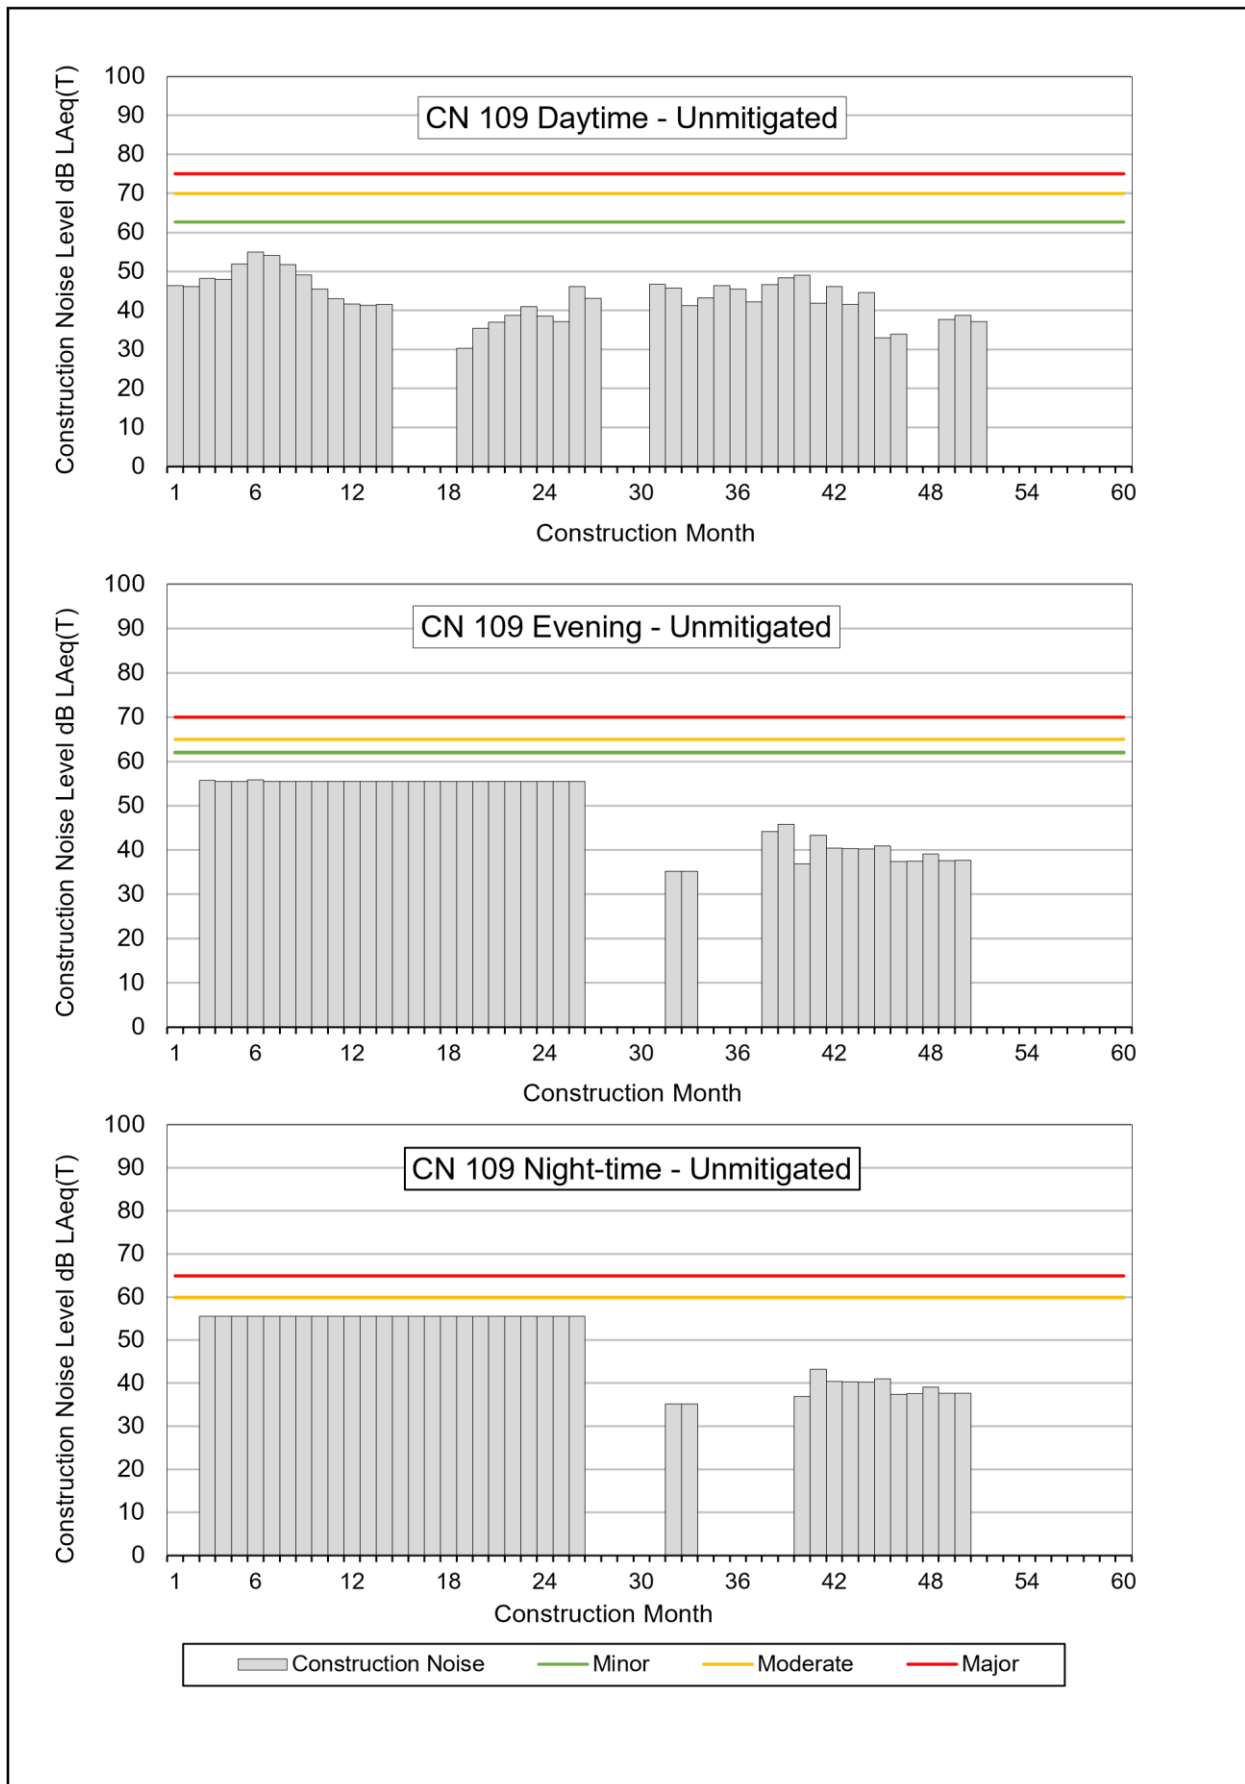 CN 109 Daytime - Unmitigated
Construction Noise Level dB LAeq(T)
100
90
80
70
60
50
40
30
20
10
0
1 6 12 18 24 30 36 42 48 54 60
Construction Month
CN 109 Evening - Unmitigated
Construction Noise Level dB LAeq(T)
100
90
80
70
60
50
40
30
20
10
0
1 6 12 18 24 30 36 42 48 54 60
Construction Month
CN 109 Night-time - Unmitigated
Construction Noise Level dB LAeq(T)
100
90
80
70
60
50
40
30
20
10
0
1 6 12 18 24 30 36 42 48 54 60
Construction Month
Construction Noise Minor Moderate Major